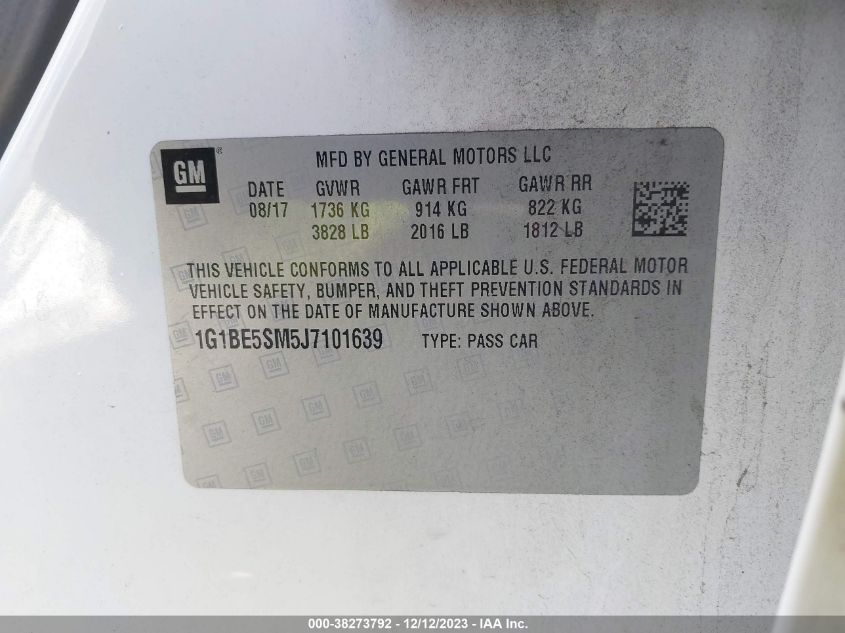 GM ®
MFD BY GENERAL MOTORS LLC
DATE GVWR GAWR FRT GAWR RR
08/17 1736 KG 914 KG 822 KG
3828 LB 2016 LB 1812 LB
THIS VEHICLE CONFORMS TO ALL APPLICABLE U.S. FEDERAL MOTOR
VEHICLE SAFETY, BUMPER, AND THEFT PREVENTION STANDARDS IN
EFFECT ON THE DATE OF MANUFACTURE SHOWN ABOVE.
1G1BE5SM5J7101639 TYPE: PASS CAR
000-38273792 - 12/12/2023 - IAA Inc.